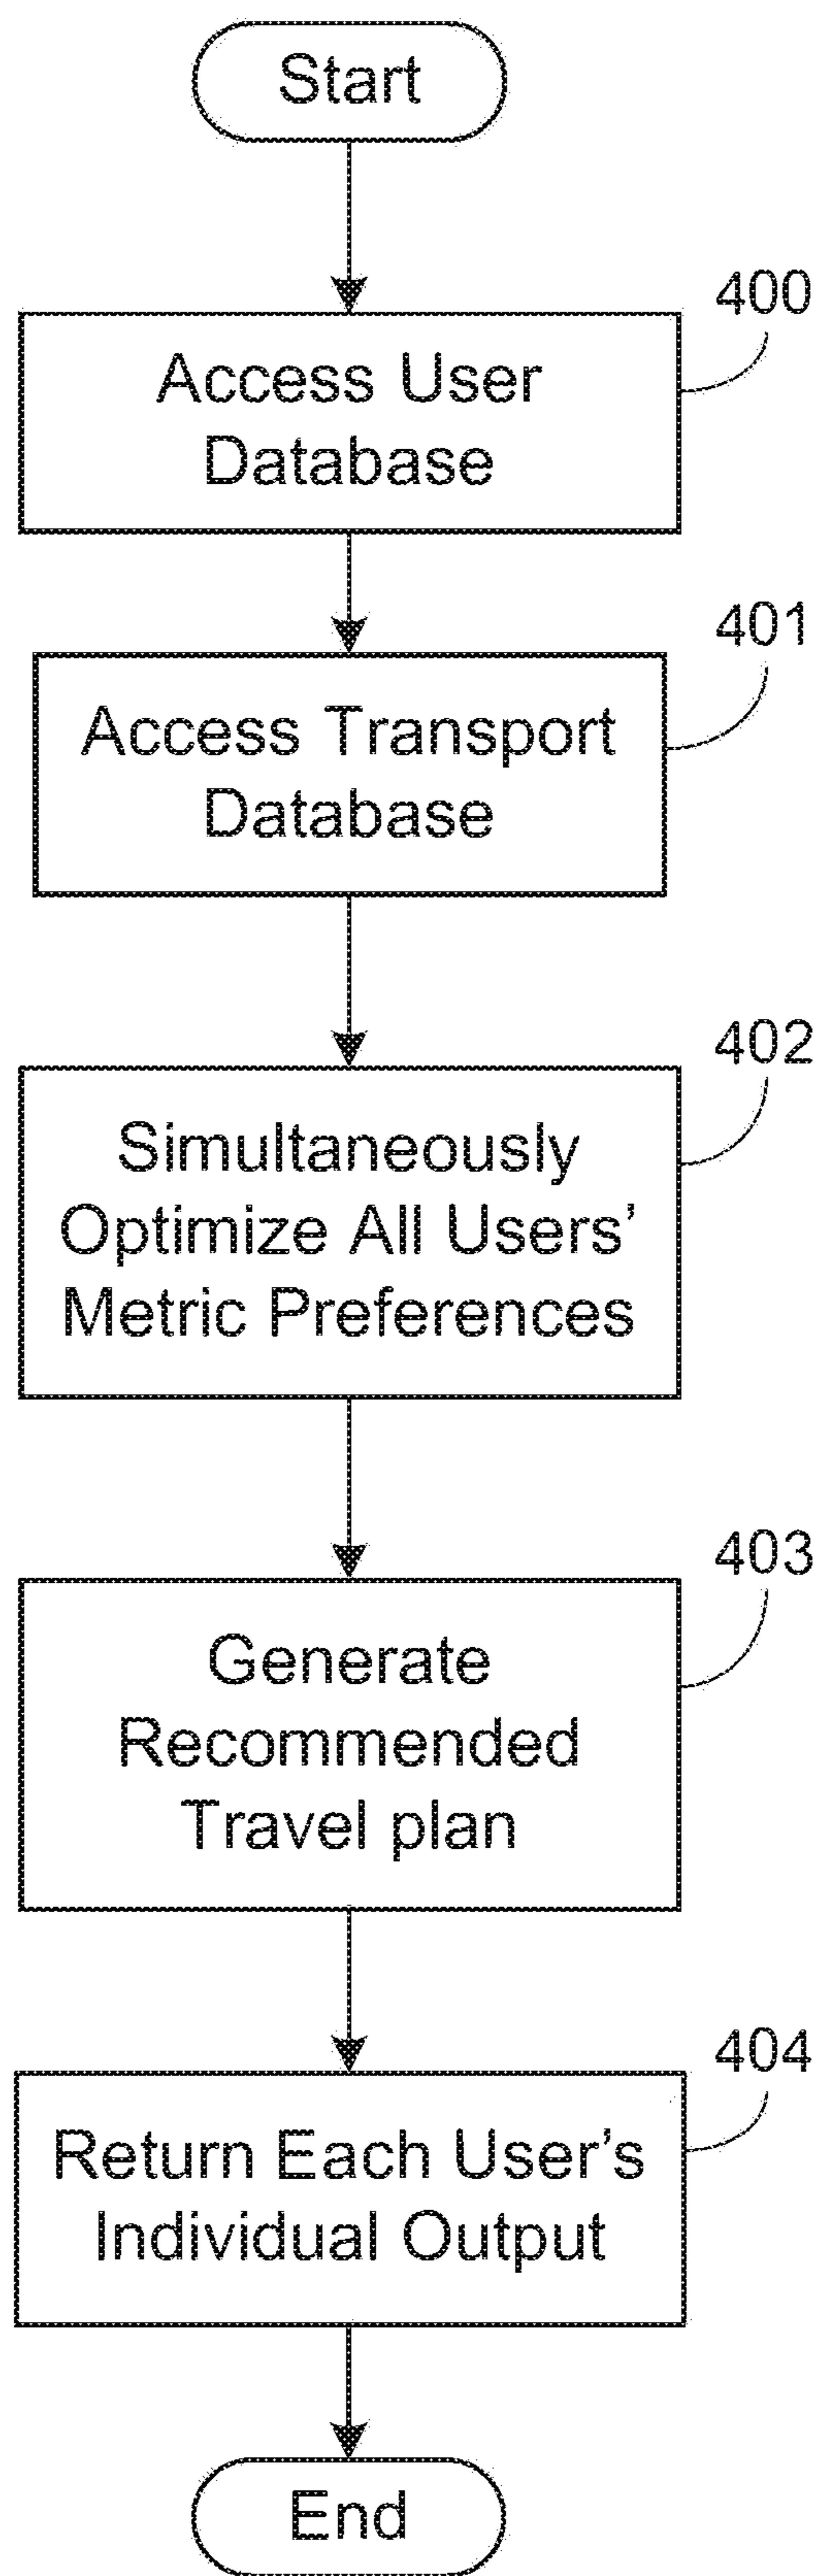 Start
400
Access User
Database
401
Access Transport
Database
402
Simultaneously
Optimize All Users’
Metric Preferences
403
Generate
Recommended
Travel plan
404
Return Each User’s
Individual Output
End